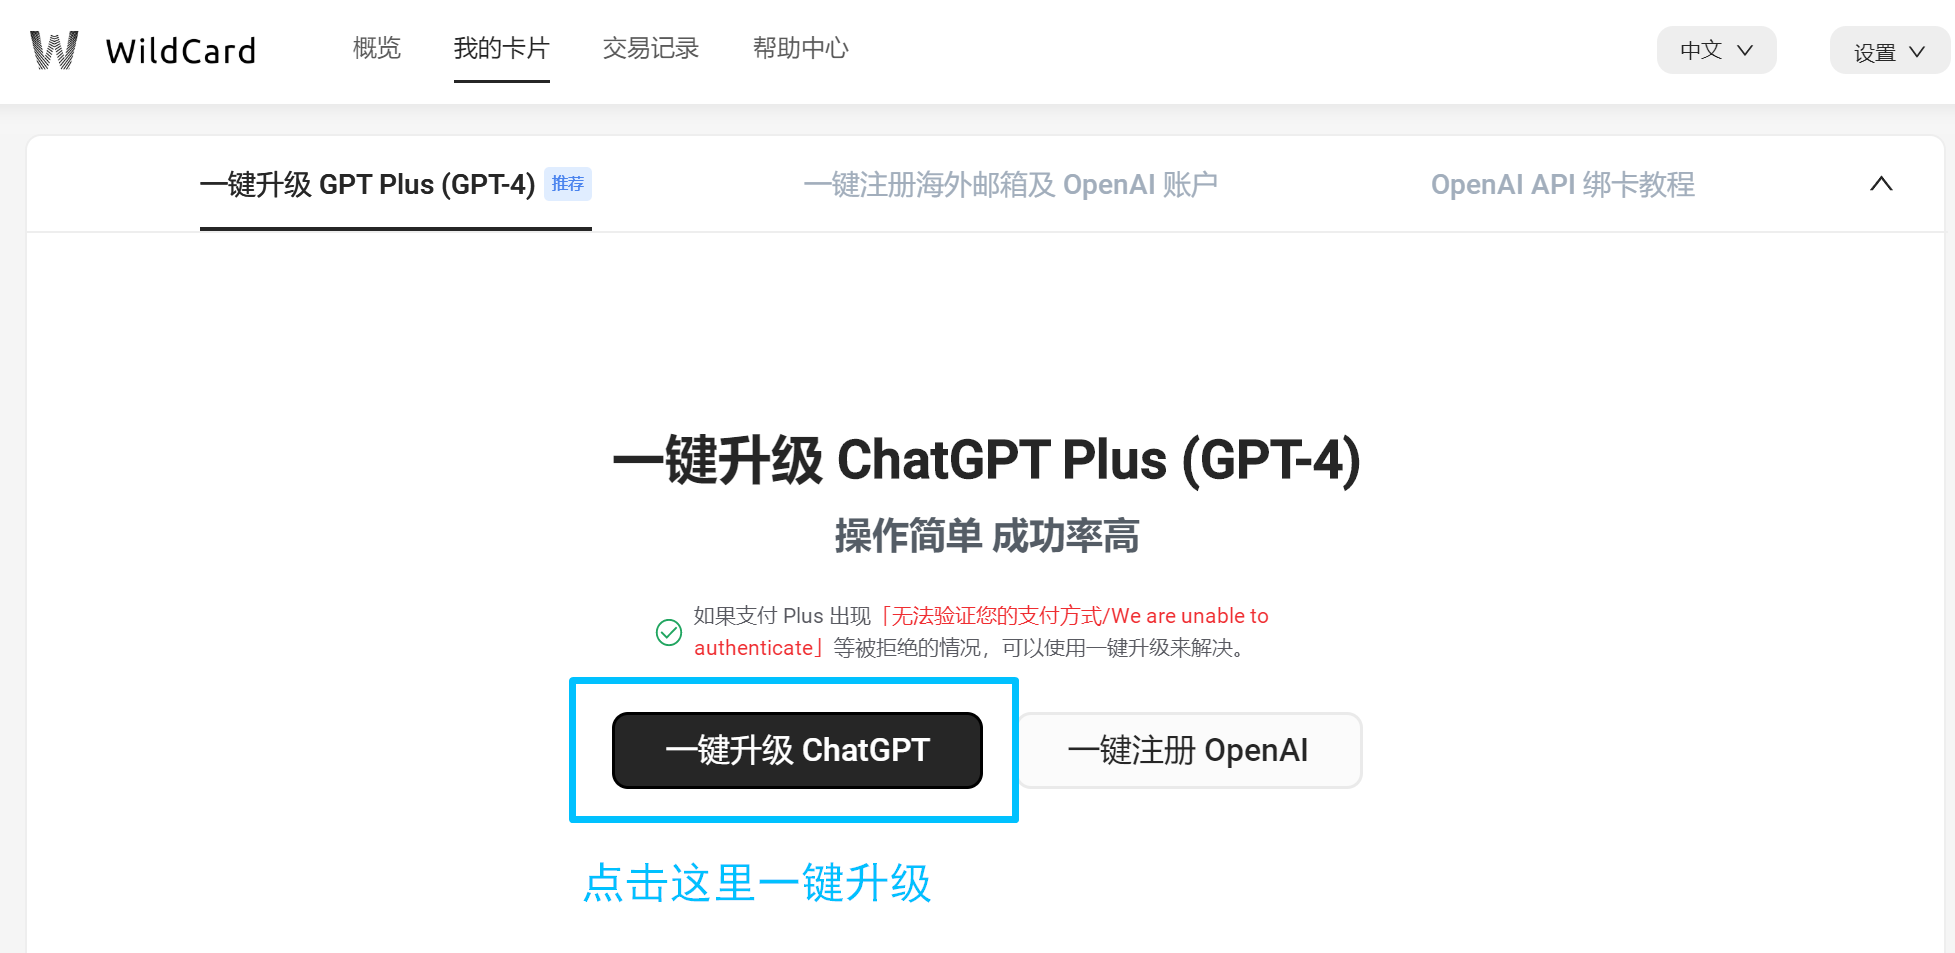 WildCard 概览 我的卡片 交易记录 帮助中心 中文 设置
一键升级 GPT Plus (GPT-4) 推荐 一键注册海外邮箱及 OpenAI 账户 OpenAI API 绑卡教程
一键升级 ChatGPT Plus (GPT-4)
操作简单 成功率高
如果支付 Plus 出现「无法验证您的支付方式/We are unable to
authenticate」等被拒绝的情况，可以使用一键升级来解决。
一键升级 ChatGPT 一键注册 OpenAI
点击这里一键升级